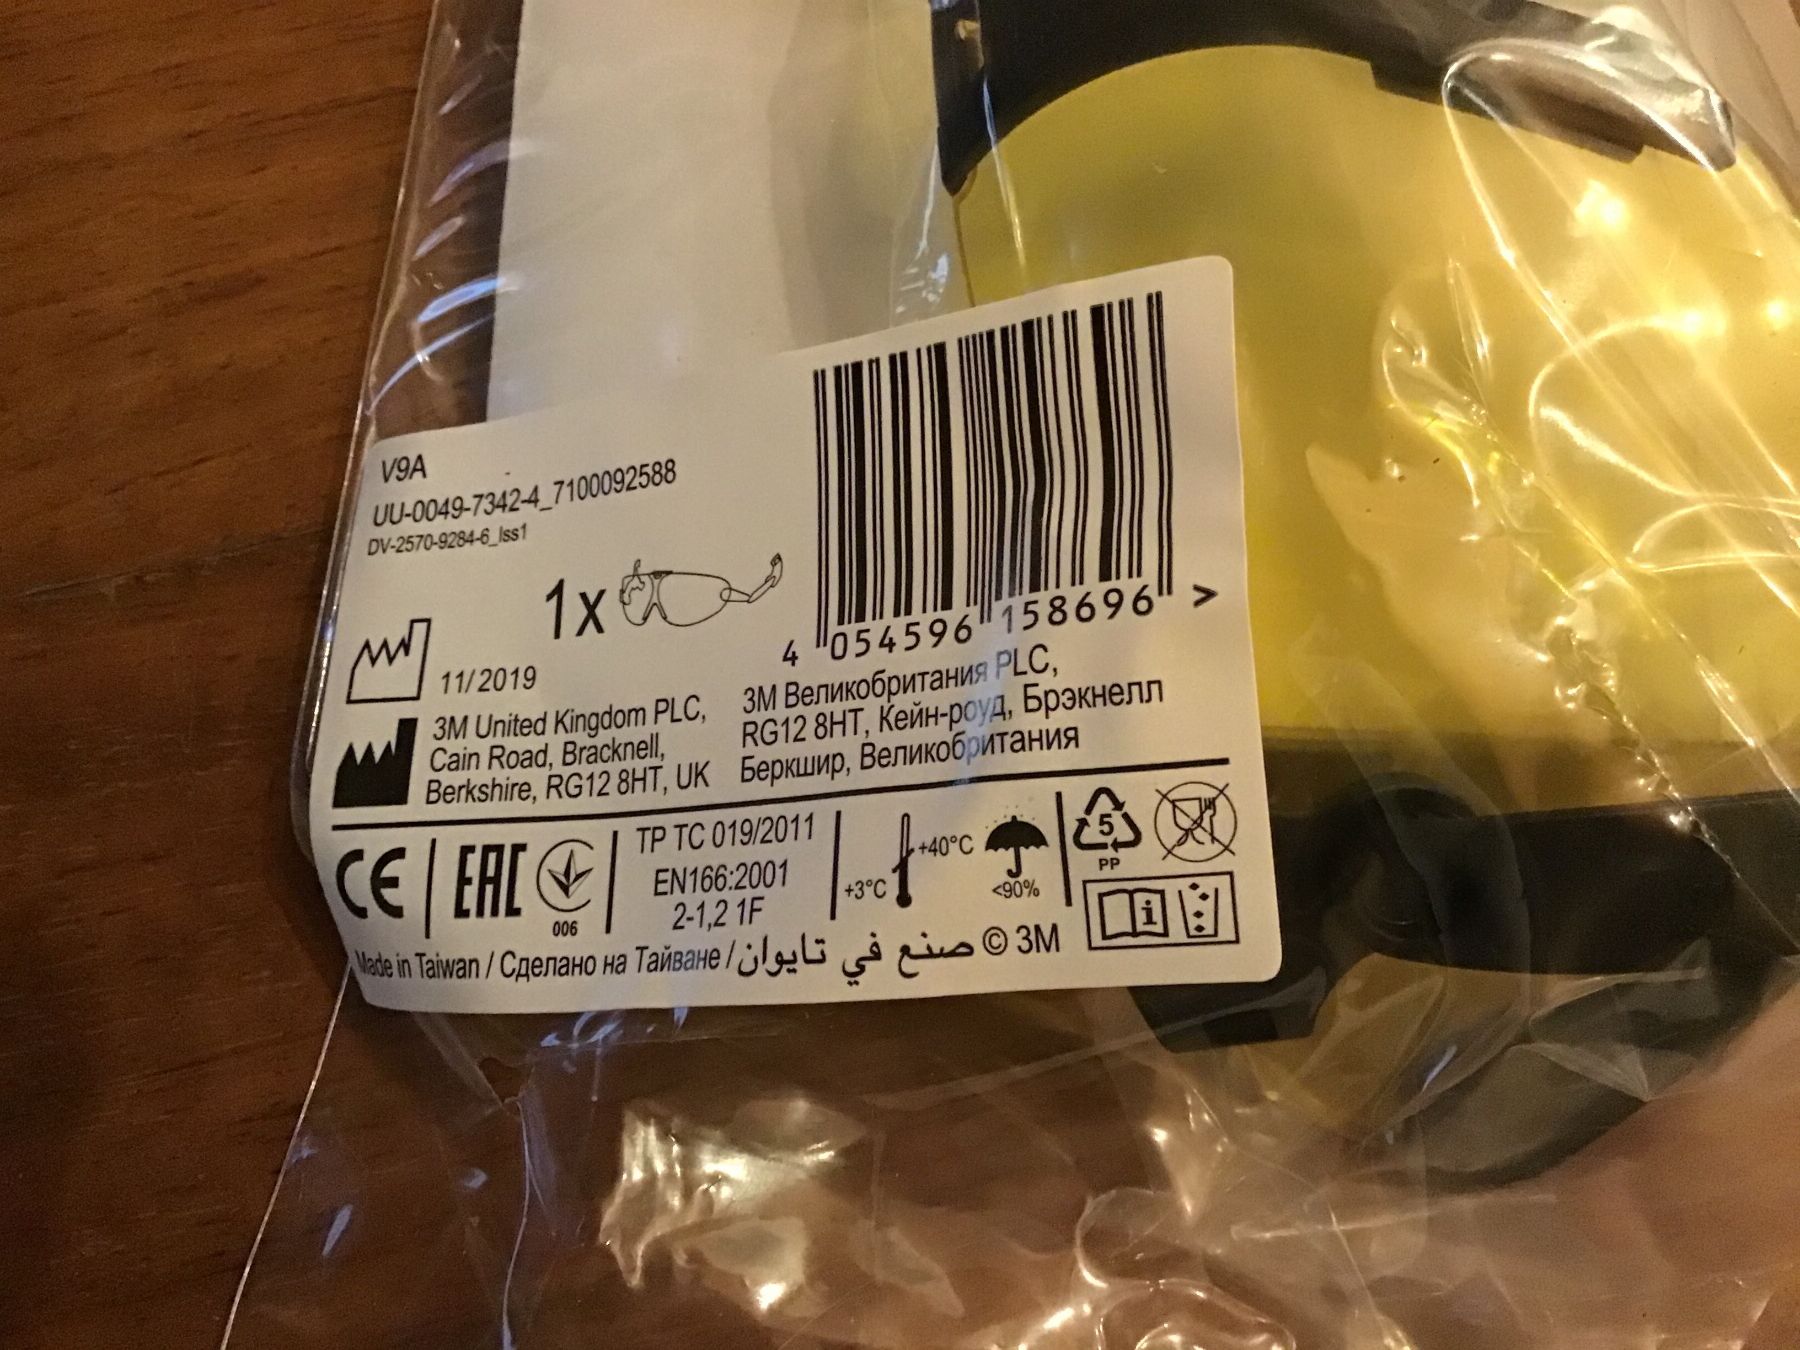 V9A
UU-0049-7342-4_7100092588
DV-2570-9284-6_Iss1
1x
4 054596 158696 >
11/2019
3M United Kingdom PLC,
Cain Road, Bracknell,
Berkshire, RG12 8HT, UK
3M Великобритания PLC,
RG12 8HT, Кейн-роуд, Брэкнелл
Беркшир, Великобритания
CE
EAC
006
ТР ТС 019/2011
EN166:2001
2-1,2 1F
+3°C
+40°C
<90%
5
PP
i
Made in Taiwan / Сделано на Тайване / صنع في تايوان © 3M